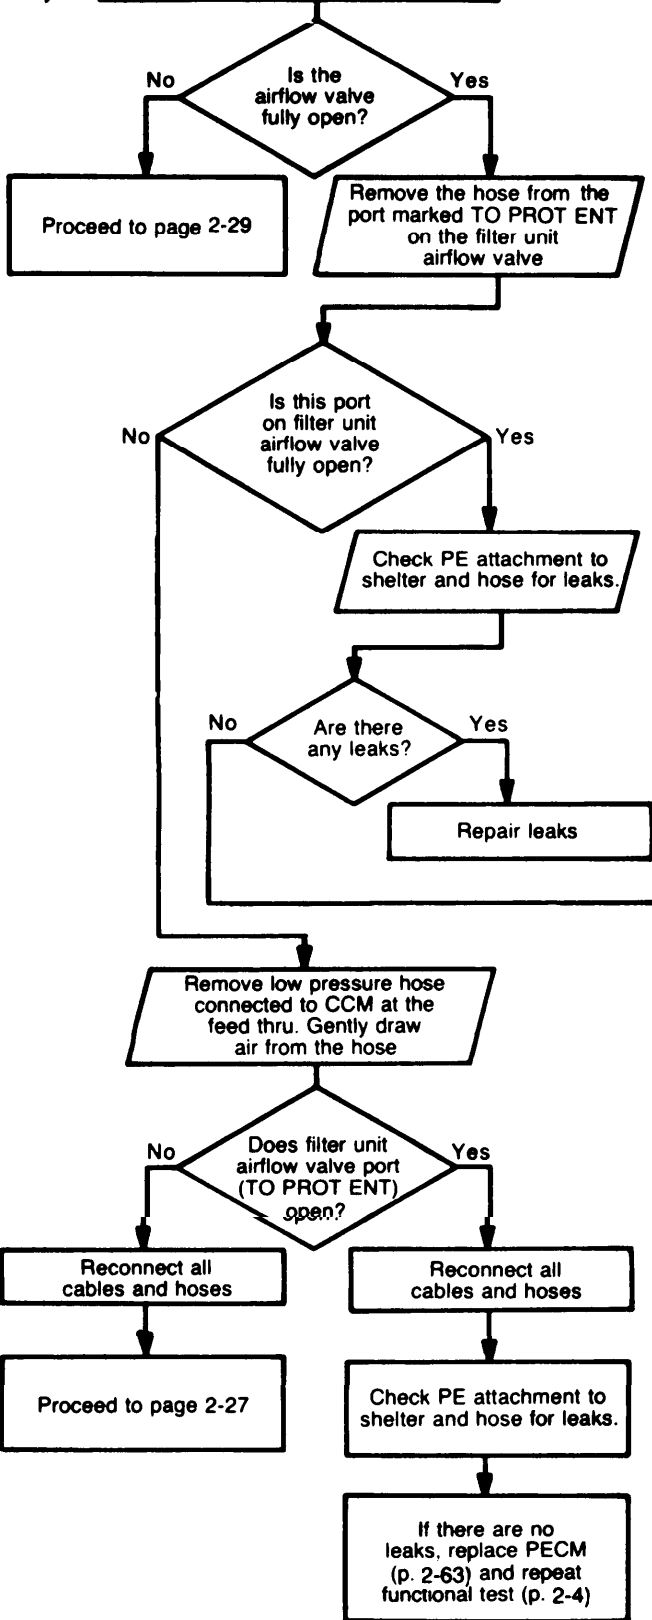 Is the
airflow valve
fully open?
No
Yes
Proceed to page 2-29
Remove the hose from the
port marked TO PROT ENT
on the filter unit
airflow valve
Is this port
on filter unit
airflow valve
fully open?
No
Yes
Check PE attachment to
shelter and hose for leaks.
Are there
any leaks?
No
Yes
Repair leaks
Remove low pressure hose
connected to CCM at the
feed thru. Gently draw
air from the hose
Does filter unit
airflow valve port
(TO PROT ENT)
open?
No
Yes
Reconnect all
cables and hoses
Reconnect all
cables and hoses
Proceed to page 2-27
Check PE attachment to
shelter and hose for leaks.
If there are no
leaks, replace PECM
(p. 2-63) and repeat
functional test (p. 2-4)